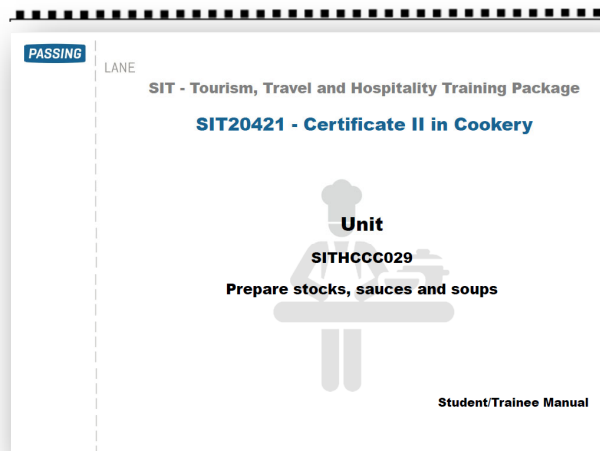 PASSING
LANE
SIT - Tourism, Travel and Hospitality Training Package
SIT20421 - Certificate II in Cookery
Unit
SITHCCC029
Prepare stocks, sauces and soups
Student/Trainee Manual